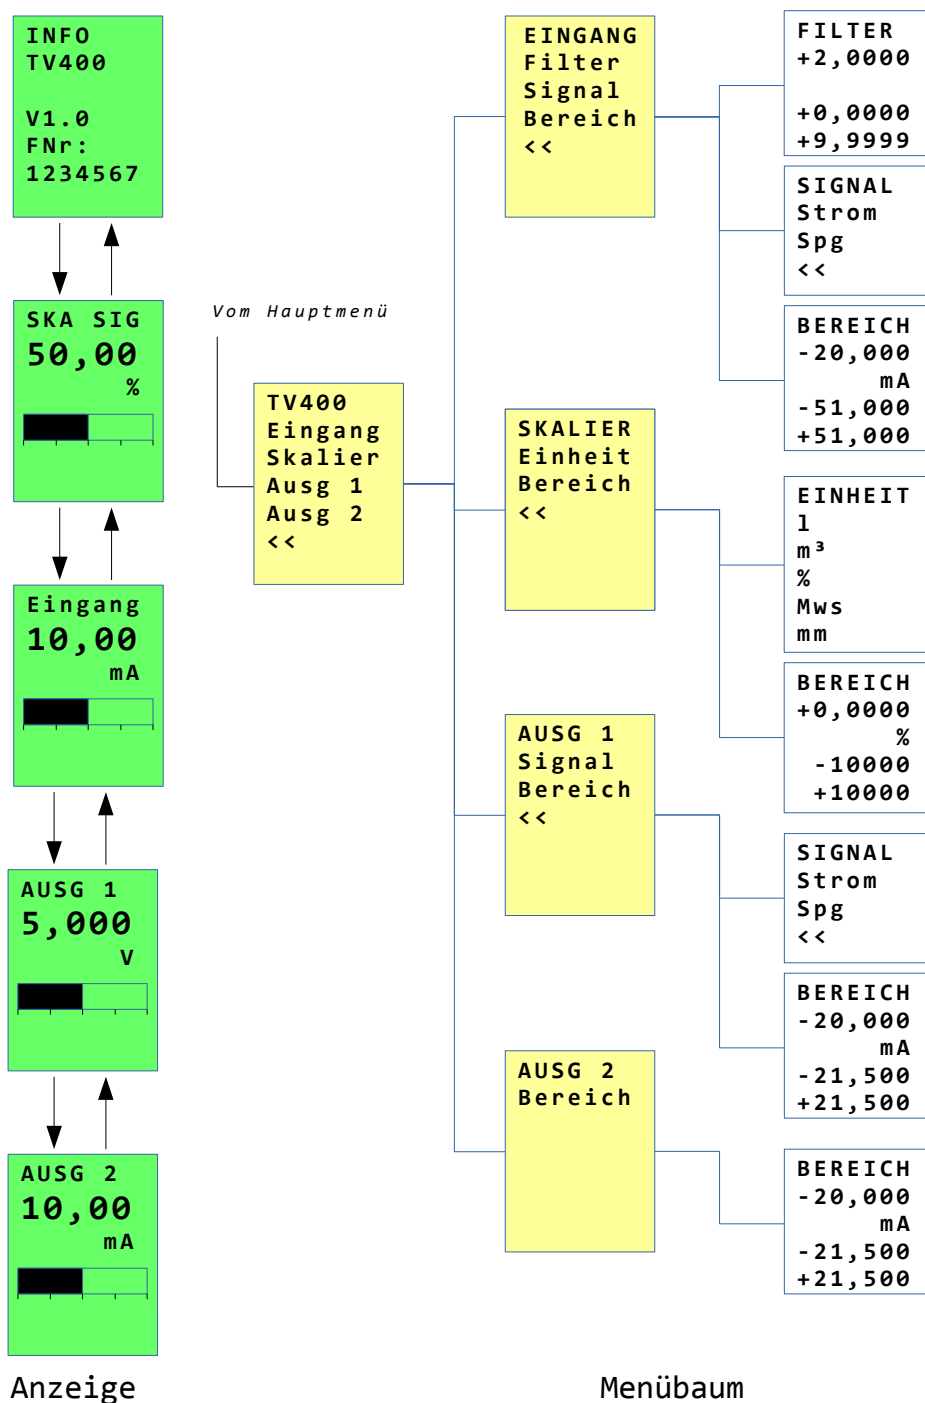 INFO
TV400
V1.0
FNr:
1234567
SKA SIG
50,00
%
Eingang
10,00
mA
AUSG 1
5,000
V
AUSG 2
10,00
mA
Anzeige
Vom Hauptmenü
TV400
Eingang
Skalier
Ausg 1
Ausg 2
<<
EINGANG
Filter
Signal
Bereich
<<
SKALIER
Einheit
Bereich
<<
AUSG 1
Signal
Bereich
<<
AUSG 2
Bereich
FILTER
+2,0000
+0,0000
+9,9999
SIGNAL
Strom
Spg
<<
BEREICH
-20,000
mA
-51,000
+51,000
EINHEIT
l
m³
%
Mws
mm
BEREICH
+0,0000
%
-10000
+10000
SIGNAL
Strom
Spg
<<
BEREICH
-20,000
mA
-21,500
+21,500
BEREICH
-20,000
mA
-21,500
+21,500
Menübaum